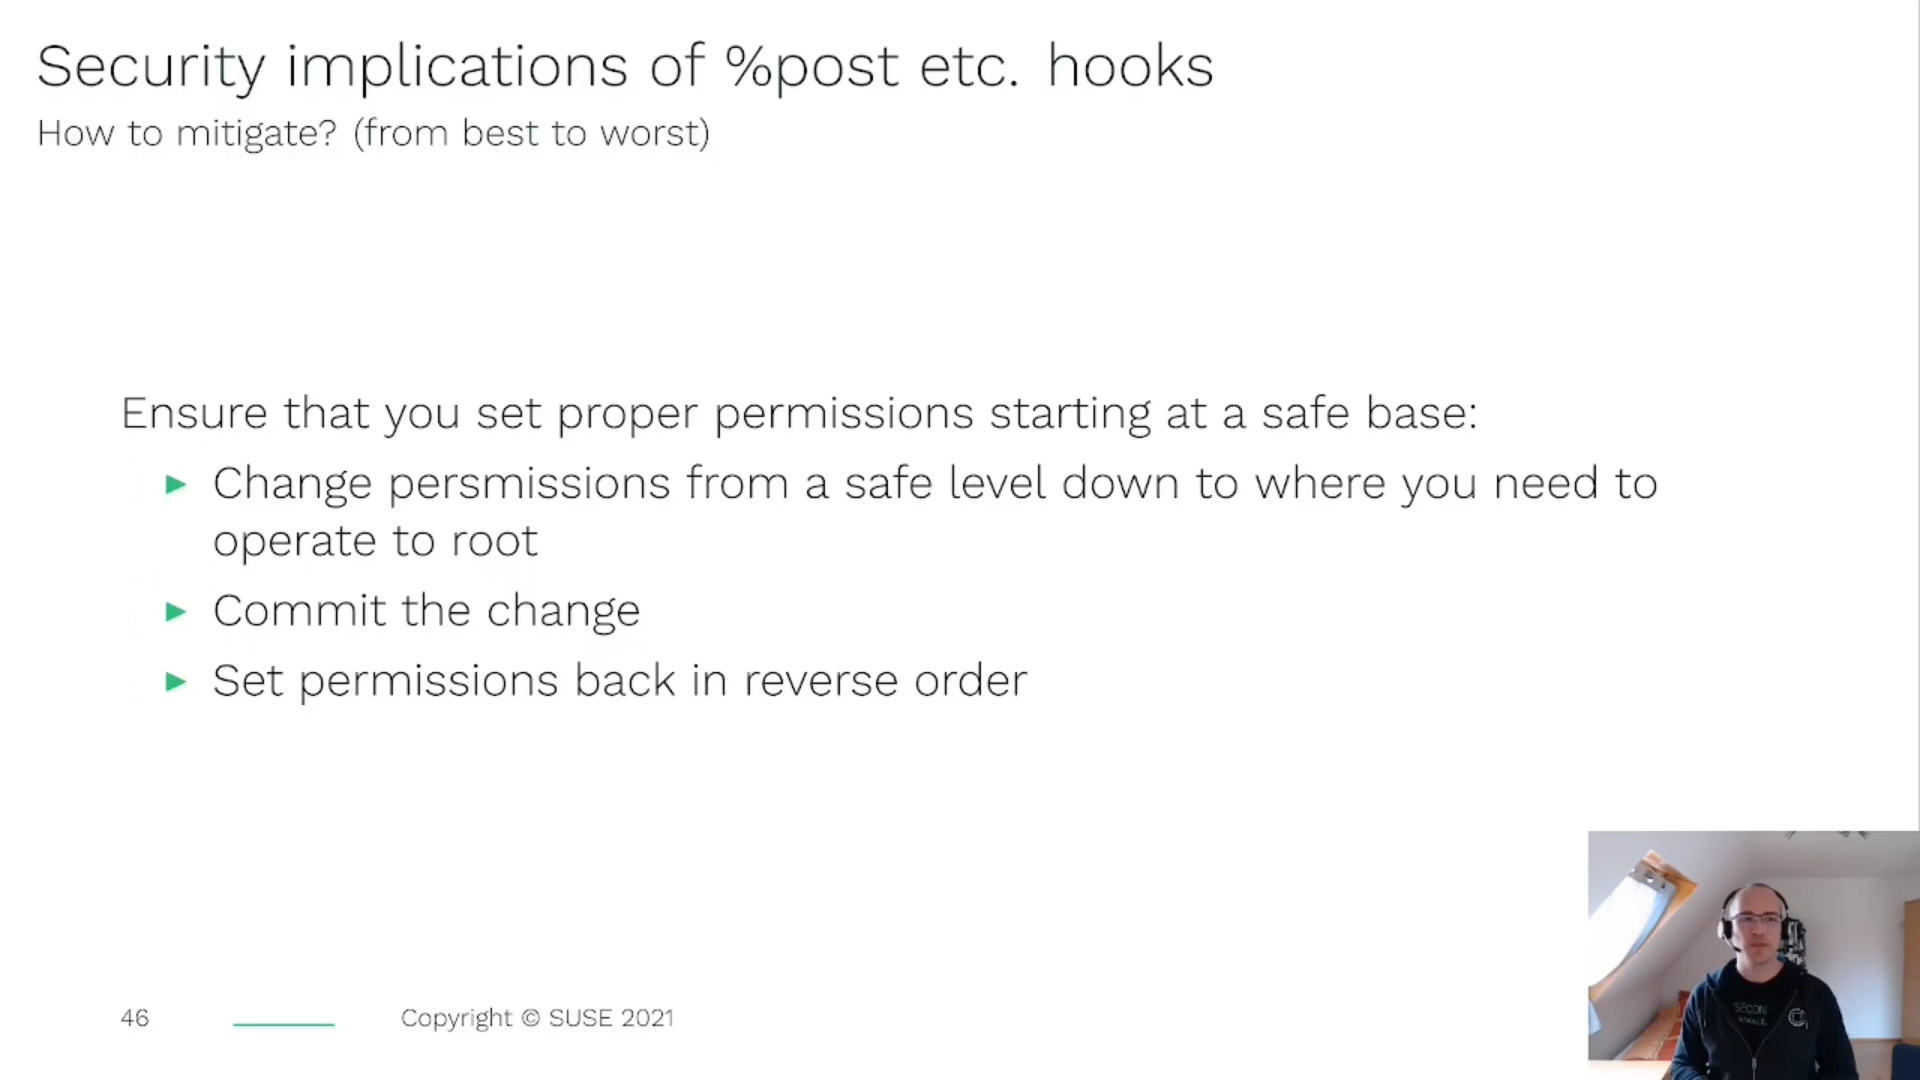 Security implications of %post etc. hooks
How to mitigate? (from best to worst)
Ensure that you set proper permissions starting at a safe base:
Change persmissions from a safe level down to where you need to
operate to root
Commit the change
Set permissions back in reverse order
46
Copyright © SUSE 2021